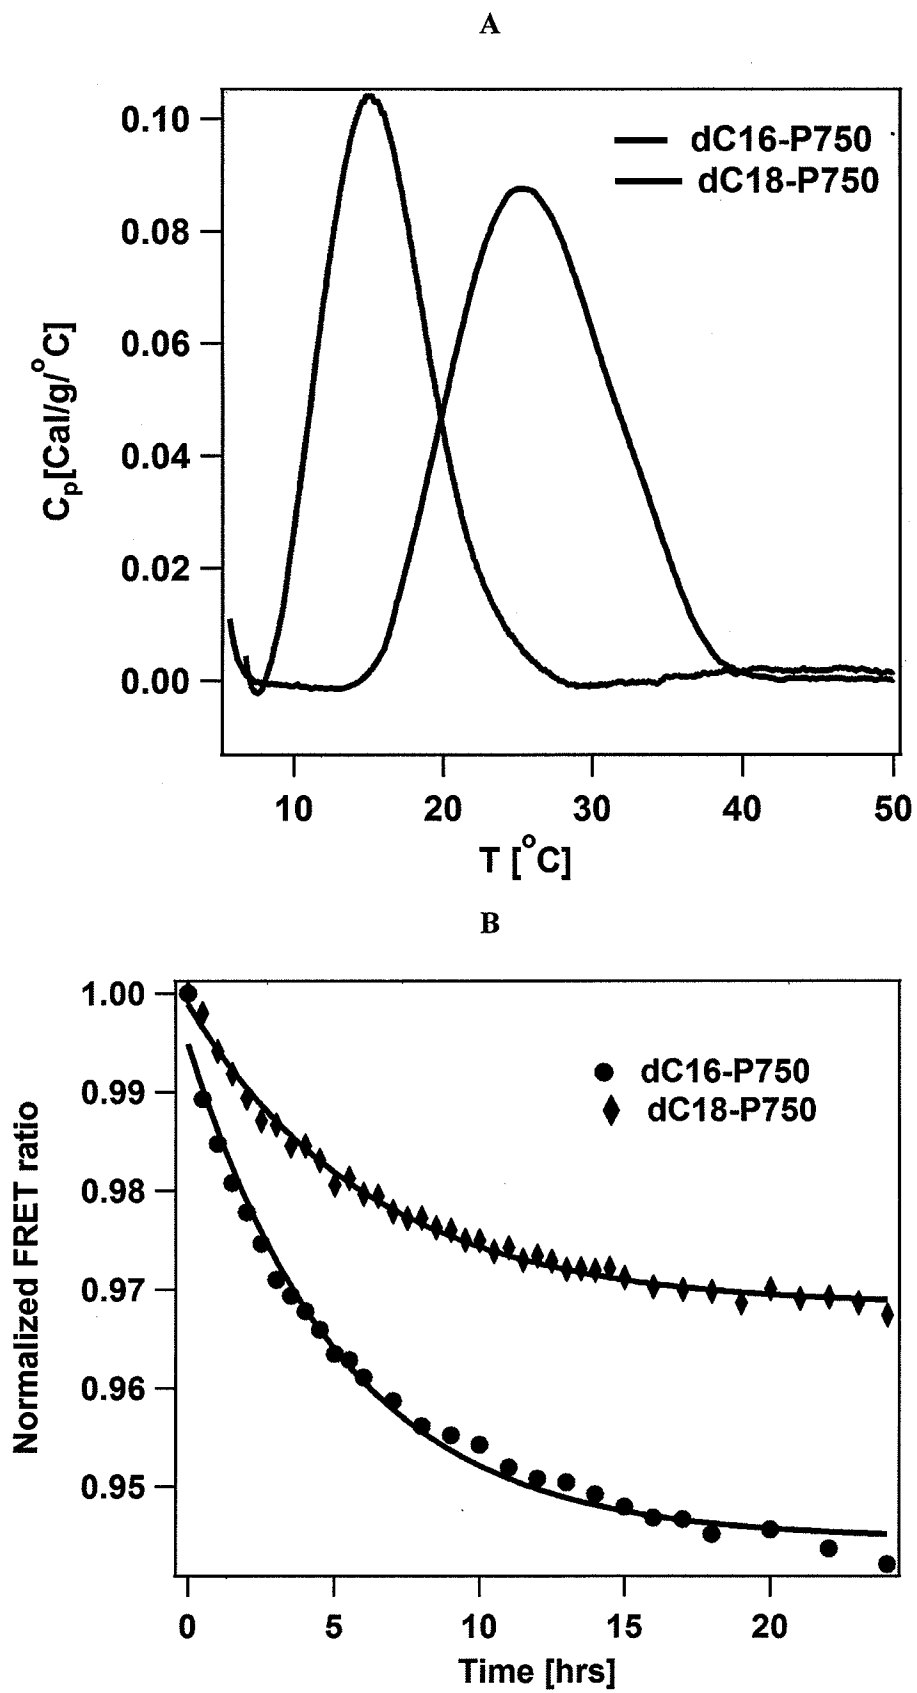 A
0.10
0.08
0.06
0.04
0.02
0.00
Cp[Cal/g/°C]
dC16-P750
dC18-P750
10 20 30 40 50
T [°C]
B
1.00
0.99
0.98
0.97
0.96
0.95
Normalized FRET ratio
dC16-P750
dC18-P750
0 5 10 15 20
Time [hrs]